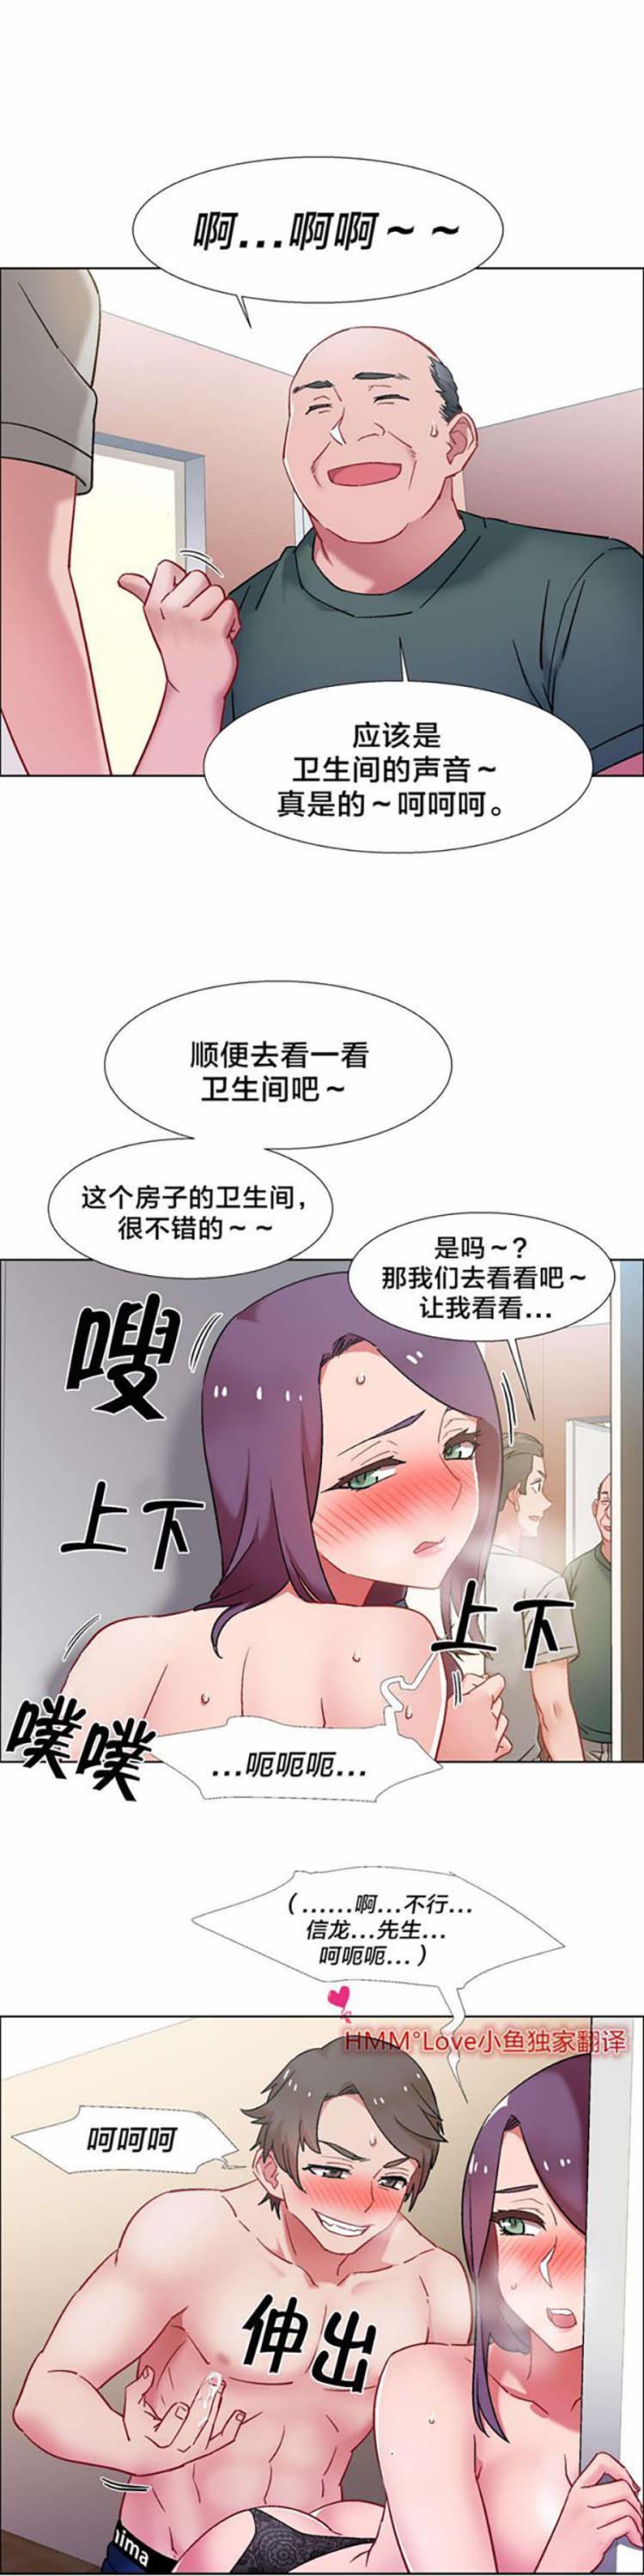 啊...啊啊～～
应该是
卫生间的声音～
真是的～呵呵呵。
顺便去看一看
卫生间吧～
这个房子的卫生间，
很不错的～～
是吗～？
那我们去看看吧～
让我看看...
嗖
上下
上下
噗噗
...呃呃呃...
（......啊...不行...
信龙...先生...
呵呃呃...）
HMM°Love小鱼独家翻译
呵呵呵
伸出
nima